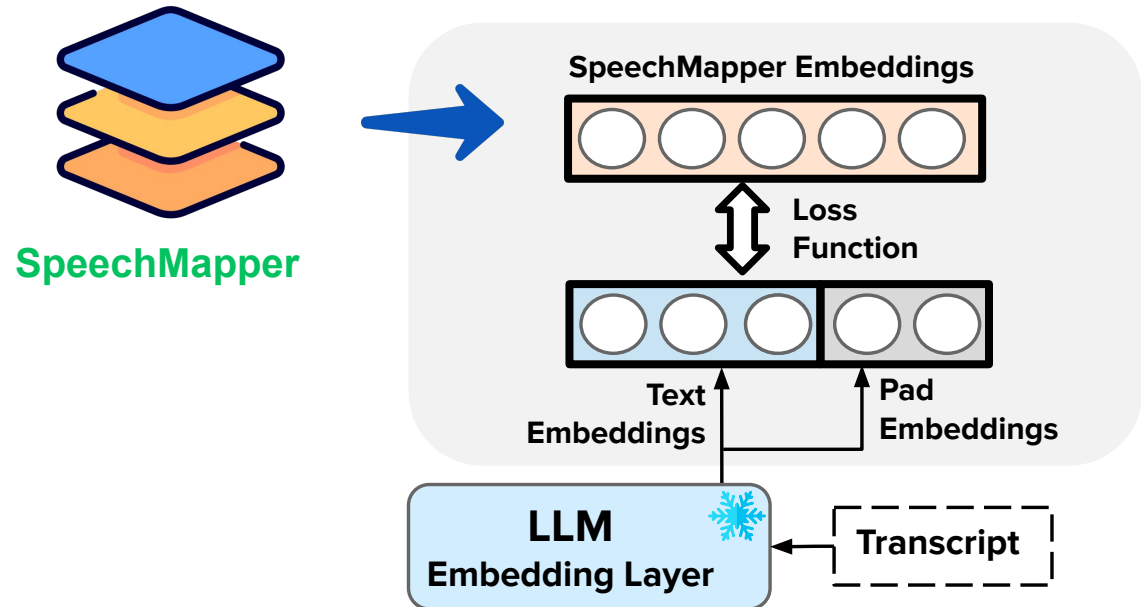 SpeechMapper
SpeechMapper Embeddings
Loss
Function
Text
Embeddings
Pad
Embeddings
LLM
Embedding Layer
Transcript